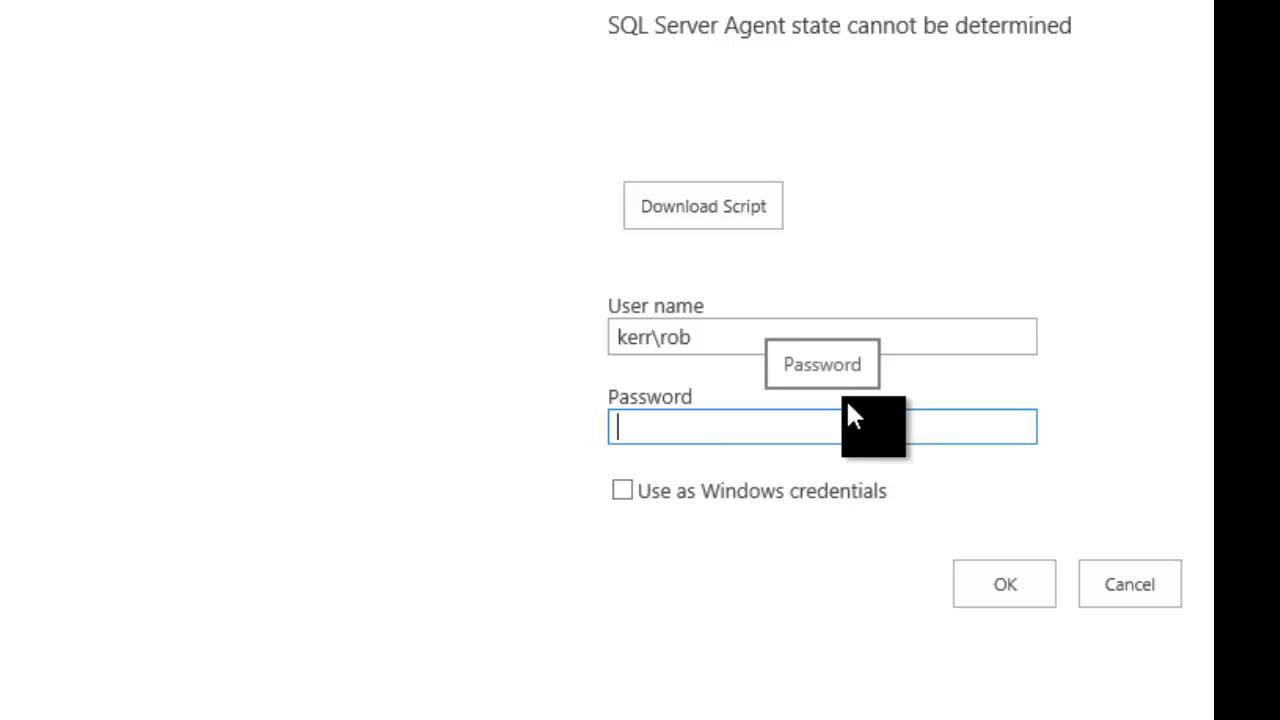 SQL Server Agent state cannot be determined
Download Script
User name
kerr\rob
Password
Password
Use as Windows credentials
OK
Cancel